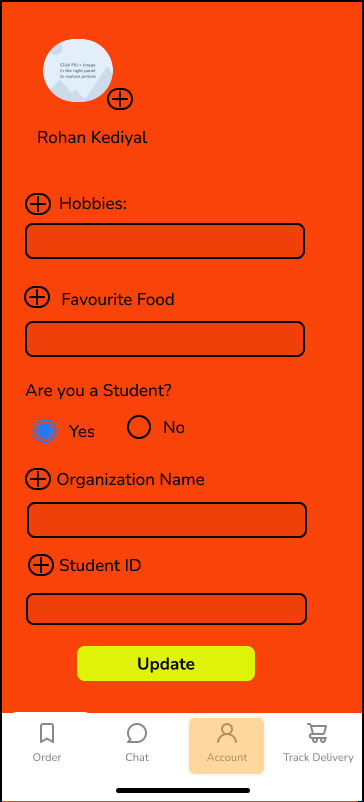 Click Fill > Image
in the right panel
to replace picture
Rohan Kediyal
Hobbies:
Favourite Food
Are you a Student?
Yes
No
Organization Name
Student ID
Update
Order
Chat
Account
Track Delivery